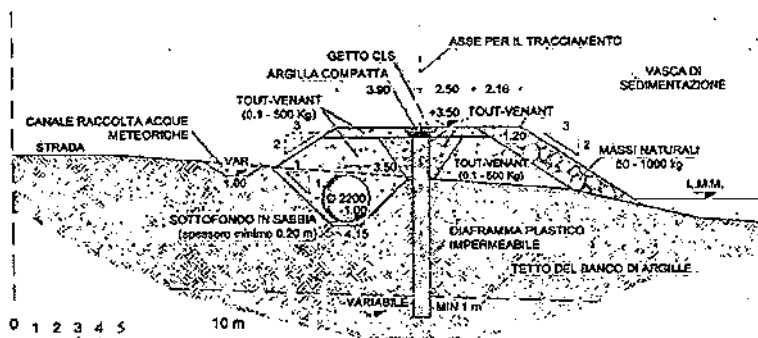 ASSE PER IL TRACCIAMENTO
GETTO CLS
ARGILLA COMPATTA
3.90
2.50
2.16
VASCA DI
SEDIMENTAZIONE
TOUT-VENANT
(0.1 - 500 Kg)
+3.50
TOUT-VENANT
CANALE RACCOLTA ACQUE
METEORICHE
STRADA
3
2
1.20
3
2
MASSI NATURALI
50 - 1000 kg
VAR
1.00
1
1
3.50
TOUT-VENANT
(0.1 - 500 Kg)
L.M.M.
Ø 2200
-1.00
SOTTOFONDO IN SABBIA
(spessore minimo 0.20 m)
4.15
DIAFRAMMA PLASTICO
IMPERMEABILE
TETTO DEL BANCO DI ARGILLE
VARIABILE
MIN 1 m
0 1 2 3 4 5 10 m